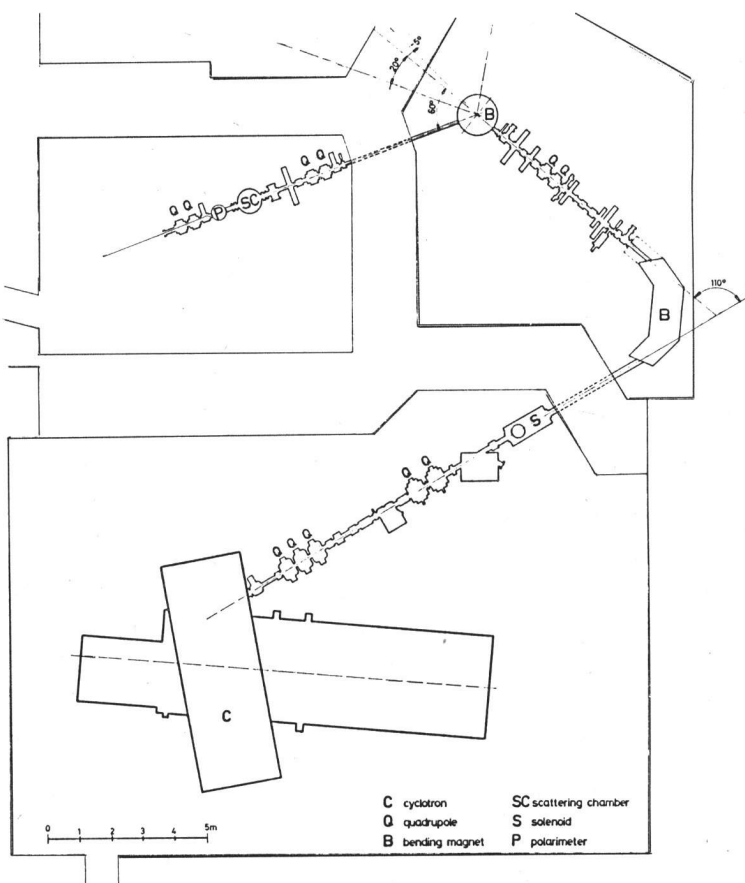 20° 5°
60°
B
Q Q
Q Q
SC
P
Q Q
110°
B
S
Q Q
Q Q Q
C
0 1 2 3 4 5m
C cyclotron
Q quadrupole
B bending magnet
SC scattering chamber
S solenoid
P polarimeter